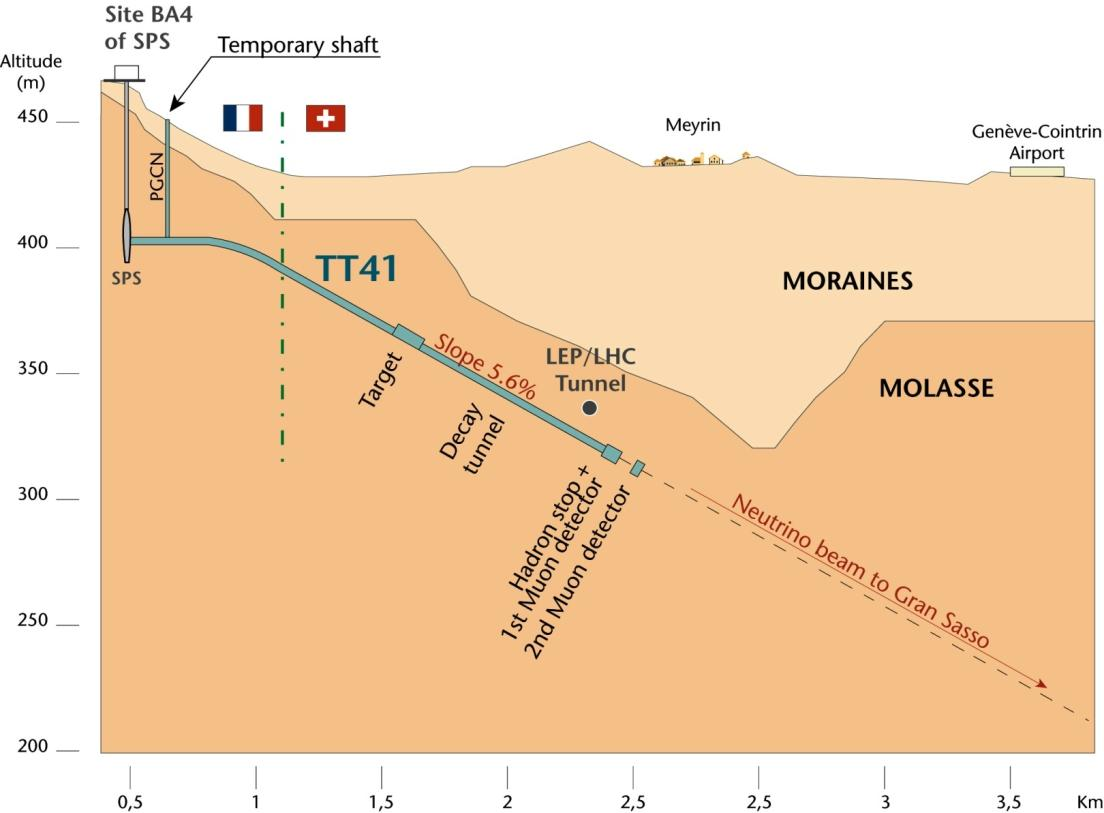 Site BA4
of SPS
Temporary shaft
Altitude
(m)
450
400
350
300
250
200
PGCN
SPS
TT41
Meyrin
Genève-Cointrin
Airport
MORAINES
MOLASSE
LEP/LHC
Tunnel
Slope 5.6%
Target
Decay
tunnel
Hadron stop +
1st Muon detector
2nd Muon detector
Neutrino beam to Gran Sasso
0,5
1
1,5
2
2,5
2,5
3
3,5
Km